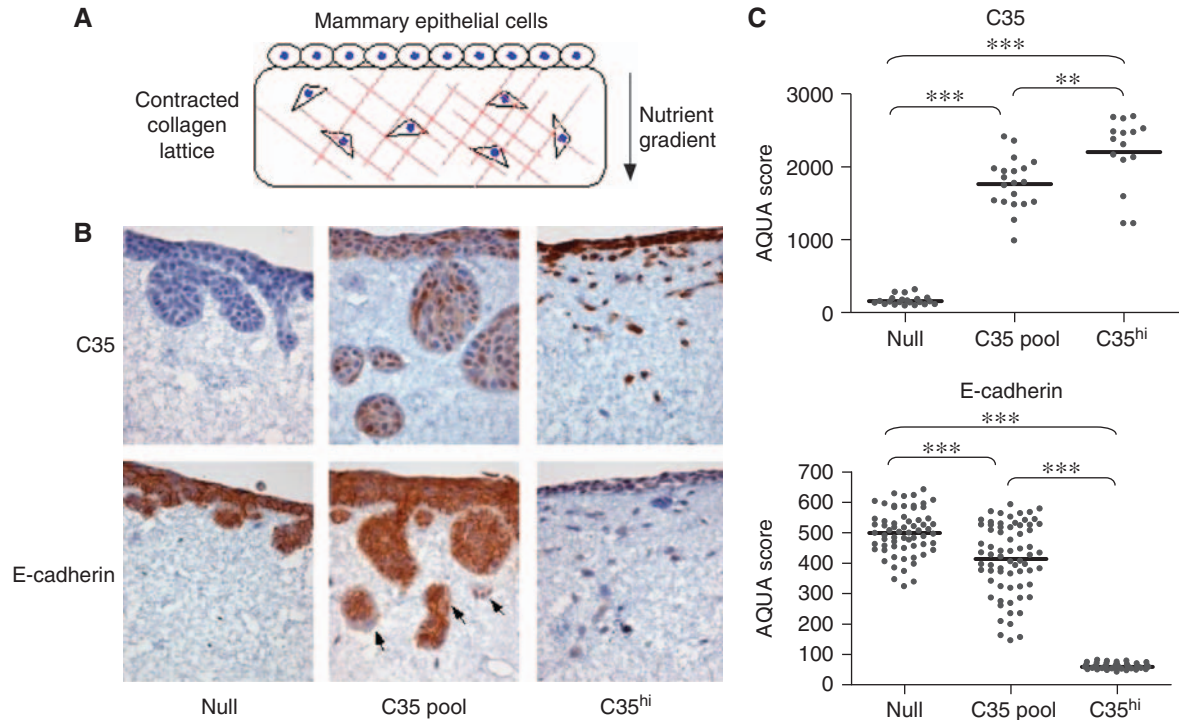 A
Mammary epithelial cells
Contracted
collagen
lattice
Nutrient
gradient
B
C35
E-cadherin
Null
C35 pool
C35hi
C
C35
***
***
**
AQUA score
3000
2000
1000
0
Null
C35 pool
C35hi
E-cadherin
***
***
***
AQUA score
700
600
500
400
300
200
100
0
Null
C35 pool
C35hi